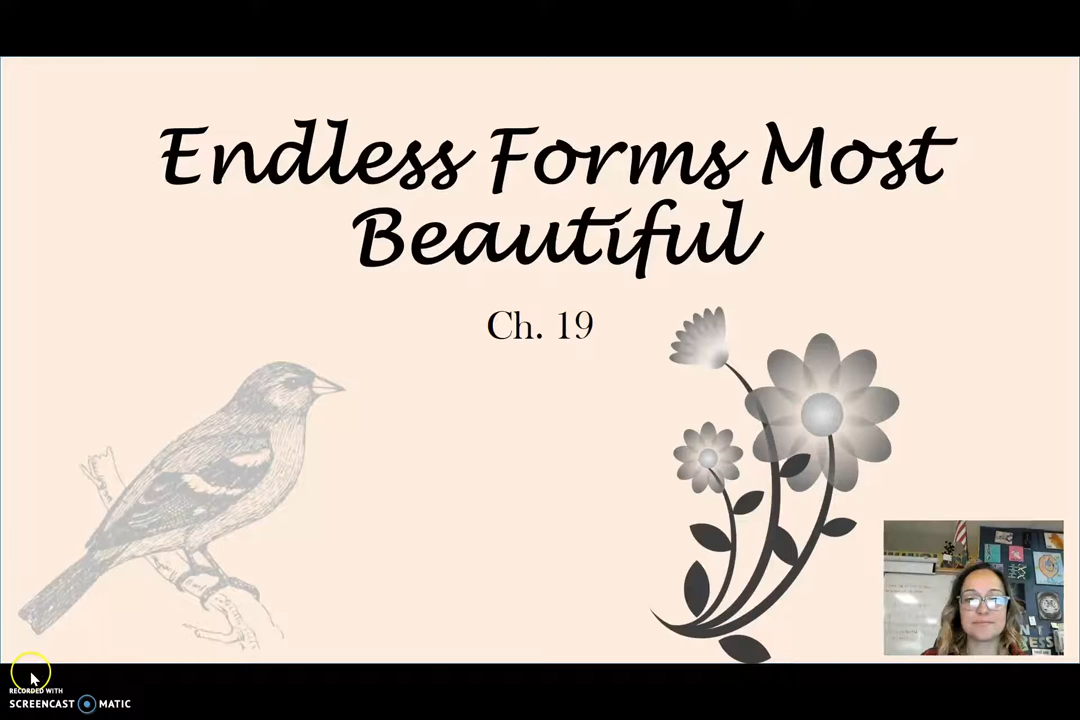 Endless Forms Most
Beautiful
Ch. 19
RECORDED WITH
SCREENCAST MATIC